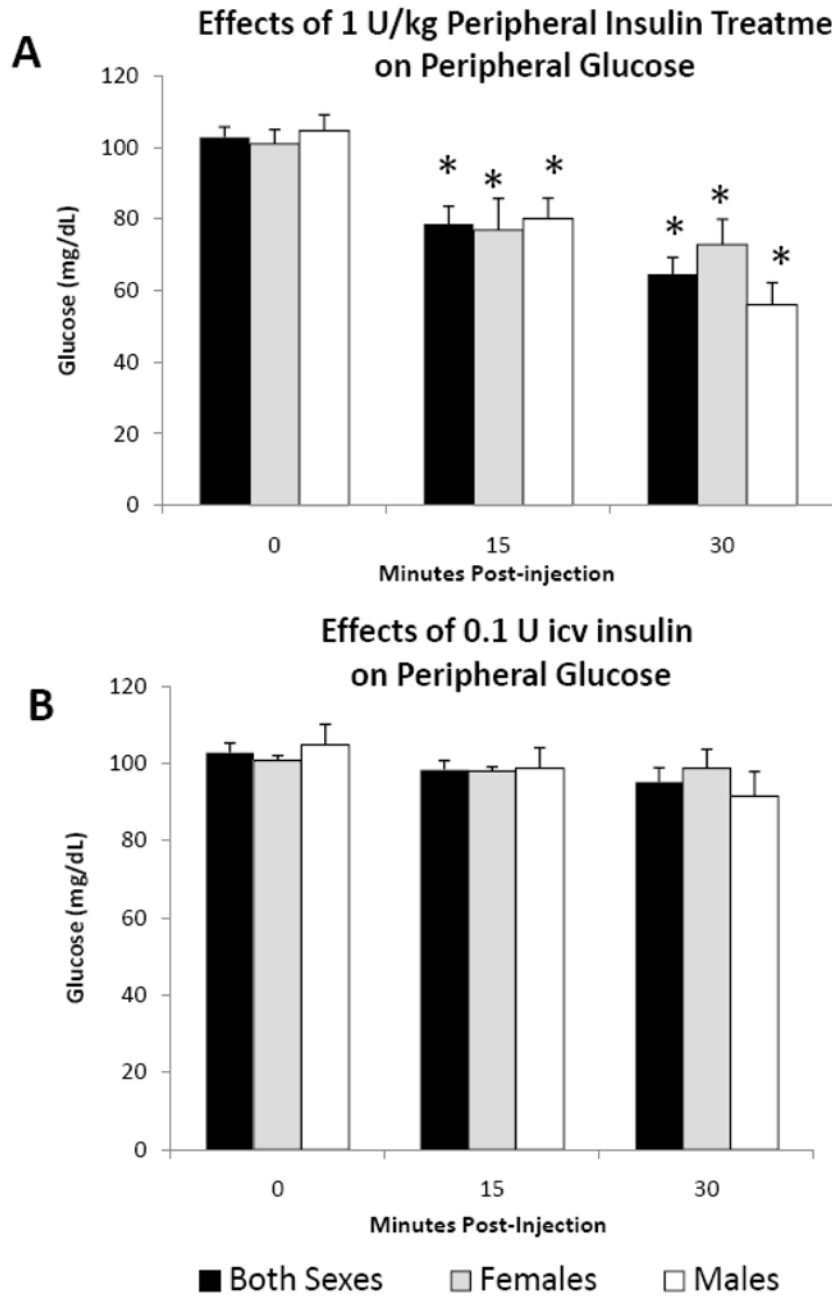 A
Effects of 1 U/kg Peripheral Insulin Treatme
on Peripheral Glucose
120
100
80
60
40
20
0
Glucose (mg/dL)
* * *
* * *
0 15 30
Minutes Post-injection
B
Effects of 0.1 U icv insulin
on Peripheral Glucose
120
100
80
60
40
20
0
Glucose (mg/dL)
0 15 30
Minutes Post-Injection
Both Sexes Females Males